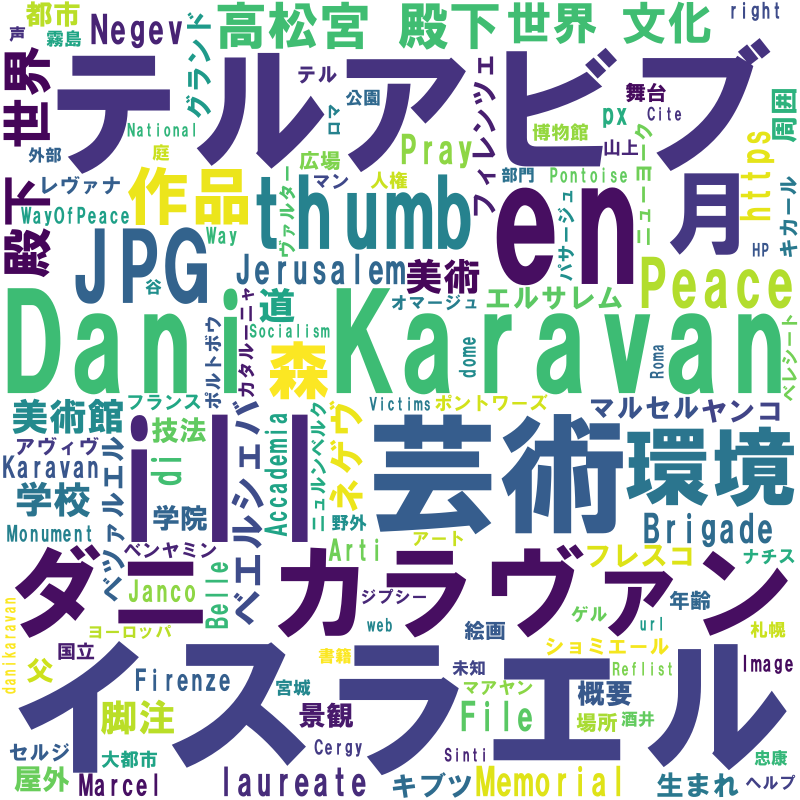 都市
声 霧島 Negev グランド 高松宮 殿下 世界 文化 right
世界 テルアビブ
テル 公園 ロマ 舞台 Cite 周囲
National 博物館 px
外部 庭 広場 Pray フィレンツェ 山上 ニューヨーク https
殿下 レヴァナ 作品 マン 人権 部門 Pontoise キカール
WayOfPeace Way ヴァルター thumb en パサージュ 月 HP
JPG 谷 Jerusalem 美術 Peace
道 オマージュ エルサレム
Dani Karavan
カタルーニャ Socialism ポルトボウ 森 dome Roma ベレシート
美術館 フランス Victims ポントワーズ マルセル ヤンコ
アヴィヴ 技法 ベエルシェバ Accademia ニュルンベルク ネゲヴ 芸術 環境
Karavan ベツァルエル di ill
学校 学院 野外 Brigade
Monument ベンヤミン Arti アート フレスコ ナチス
ダニ カラヴァン
Janco Belle ジプシー ゲル 年齢
danikaravan ヨーロッパ web 絵画 url 札幌
父 国立 書籍 ショミエール
イスラエル
Firenze 宮城 未知 Reflist Image
脚注 景観 マアヤン 概要
File 場所 酒井
セルジ 大都市 Cergy Sinti 忠康
屋外 Marcel laureate キブツ Memorial 生まれ ヘルプ